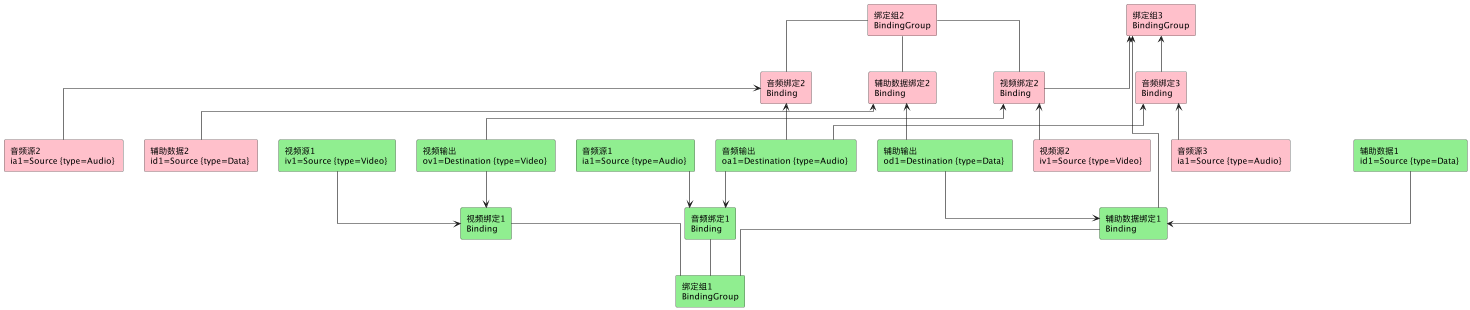 绑定组2
BindingGroup
绑定组3
BindingGroup
音频绑定2
Binding
辅助数据绑定2
Binding
视频绑定2
Binding
音频绑定3
Binding
音频源2
ia1=Source {type=Audio}
辅助数据2
id1=Source {type=Data}
视频源1
iv1=Source {type=Video}
视频输出
ov1=Destination {type=Video}
音频源1
ia1=Source {type=Audio}
音频输出
oa1=Destination {type=Audio}
辅助输出
od1=Destination {type=Data}
视频源2
iv1=Source {type=Video}
音频源3
ia1=Source {type=Audio}
辅助数据1
id1=Source {type=Data}
视频绑定1
Binding
音频绑定1
Binding
辅助数据绑定1
Binding
绑定组1
BindingGroup